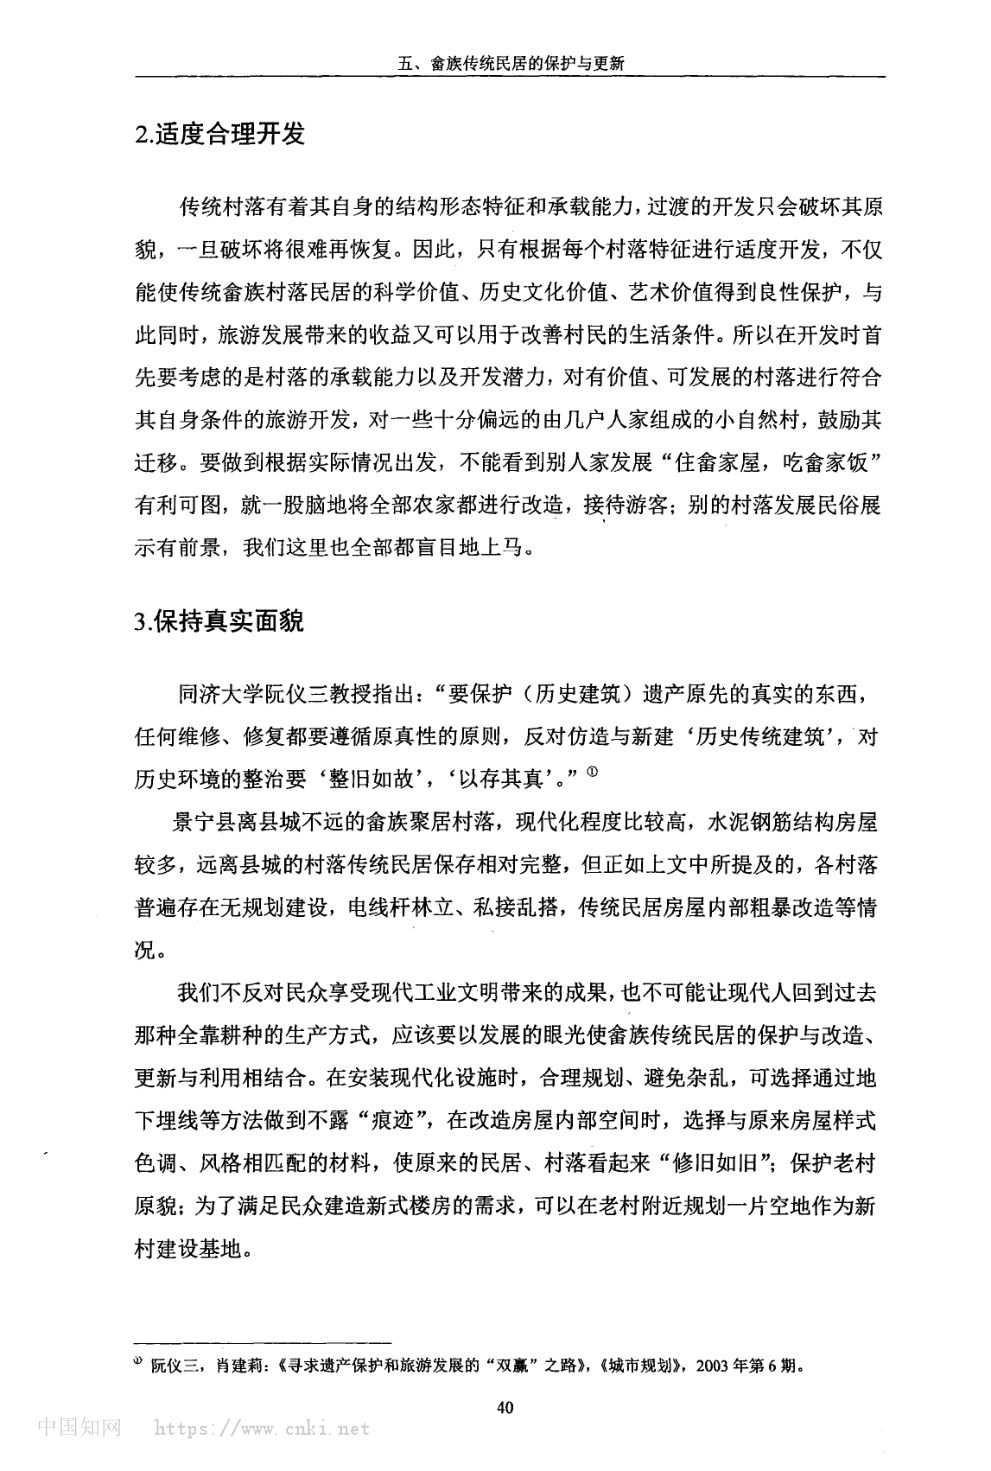 五、畲族传统民居的保护与更新
2.适度合理开发
传统村落有着其自身的结构形态特征和承载能力，过渡的开发只会破坏其原
貌，一旦破坏将很难再恢复。因此，只有根据每个村落特征进行适度开发，不仅
能使传统畲族村落民居的科学价值、历史文化价值、艺术价值得到良性保护，与
此同时，旅游发展带来的收益又可以用于改善村民的生活条件。所以在开发时首
先要考虑的是村落的承载能力以及开发潜力，对有价值、可发展的村落进行符合
其自身条件的旅游开发，对一些十分偏远的由几户人家组成的小自然村，鼓励其
迁移。要做到根据实际情况出发，不能看到别人家发展“住畲家屋，吃畲家饭”
有利可图，就一股脑地将全部农家都进行改造，接待游客；别的村落发展民俗展
示有前景，我们这里也全部都盲目地上马。
3.保持真实面貌
同济大学阮仪三教授指出：“要保护（历史建筑）遗产原先的真实的东西，
任何维修、修复都要遵循原真性的原则，反对仿造与新建‘历史传统建筑’，对
历史环境的整治要‘整旧如故’，‘以存其真’。”①
景宁县离县城不远的畲族聚居村落，现代化程度比较高，水泥钢筋结构房屋
较多，远离县城的村落传统民居保存相对完整，但正如上文中所提及的，各村落
普遍存在无规划建设，电线杆林立、私接乱搭，传统民居房屋内部粗暴改造等情
况。
我们不反对民众享受现代工业文明带来的成果，也不可能让现代人回到过去
那种全靠耕种的生产方式，应该要以发展的眼光使畲族传统民居的保护与改造、
更新与利用相结合。在安装现代化设施时，合理规划、避免杂乱，可选择通过地
下埋线等方法做到不露“痕迹”，在改造房屋内部空间时，选择与原来房屋样式
色调、风格相匹配的材料，使原来的民居、村落看起来“修旧如旧”；保护老村
原貌；为了满足民众建造新式楼房的需求，可以在老村附近规划一片空地作为新
村建设基地。
① 阮仪三，肖建莉：《寻求遗产保护和旅游发展的“双赢”之路》，《城市规划》，2003 年第 6 期。
40
中国知网 https://www.cnki.net